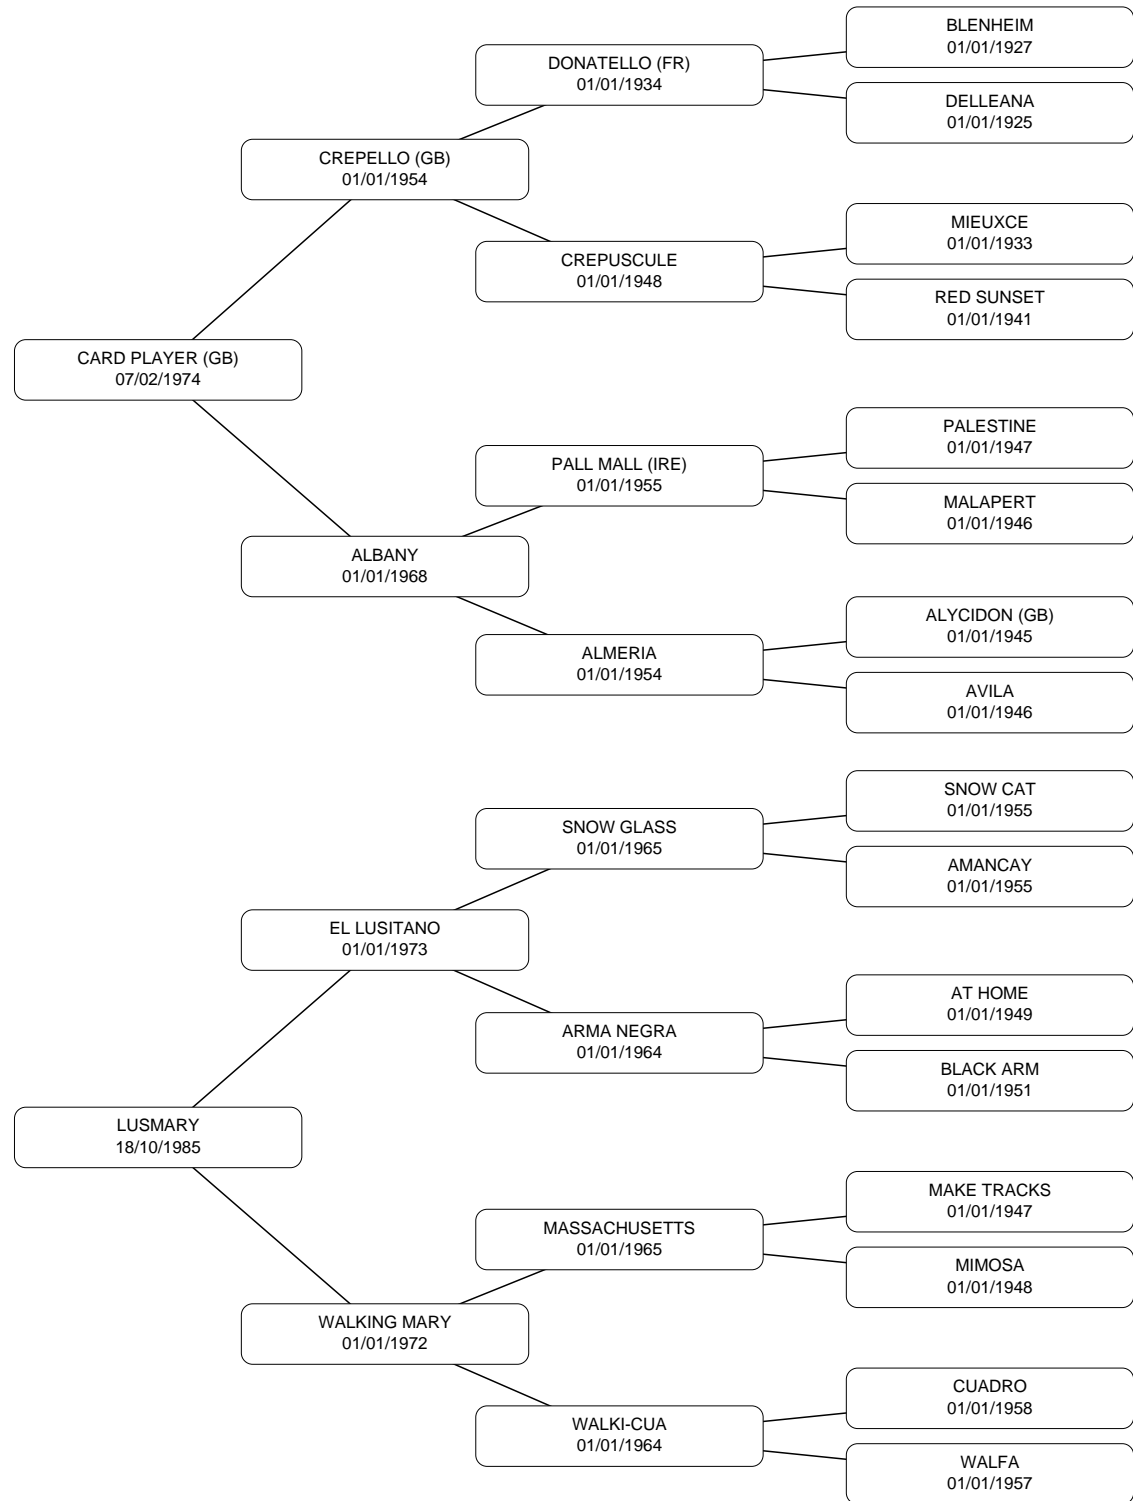 BLENHEIM
01/01/1927
DONATELLO (FR)
01/01/1934
DELLEANA
01/01/1925
CREPELLO (GB)
01/01/1954
MIEUXCE
01/01/1933
CREPUSCULE
01/01/1948
RED SUNSET
01/01/1941
CARD PLAYER (GB)
07/02/1974
PALESTINE
01/01/1947
PALL MALL (IRE)
01/01/1955
MALAPERT
01/01/1946
ALBANY
01/01/1968
ALYCIDON (GB)
01/01/1945
ALMERIA
01/01/1954
AVILA
01/01/1946
SNOW CAT
01/01/1955
SNOW GLASS
01/01/1965
AMANCAY
01/01/1955
EL LUSITANO
01/01/1973
AT HOME
01/01/1949
ARMA NEGRA
01/01/1964
BLACK ARM
01/01/1951
LUSMARY
18/10/1985
MAKE TRACKS
01/01/1947
MASSACHUSETTS
01/01/1965
MIMOSA
01/01/1948
WALKING MARY
01/01/1972
CUADRO
01/01/1958
WALKI-CUA
01/01/1964
WALFA
01/01/1957